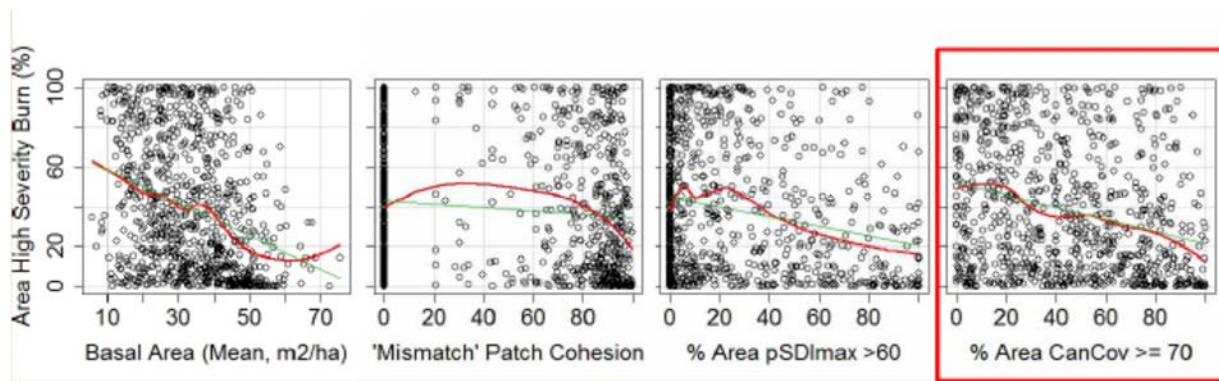 Area High Severity Burn (%)
0 20 60 100
10 30 50 70
Basal Area (Mean, m2/ha)
0 20 40 60 80
'Mismatch' Patch Cohesion
0 20 40 60 80
% Area pSDImax >60
0 20 40 60 80
% Area CanCov >= 70